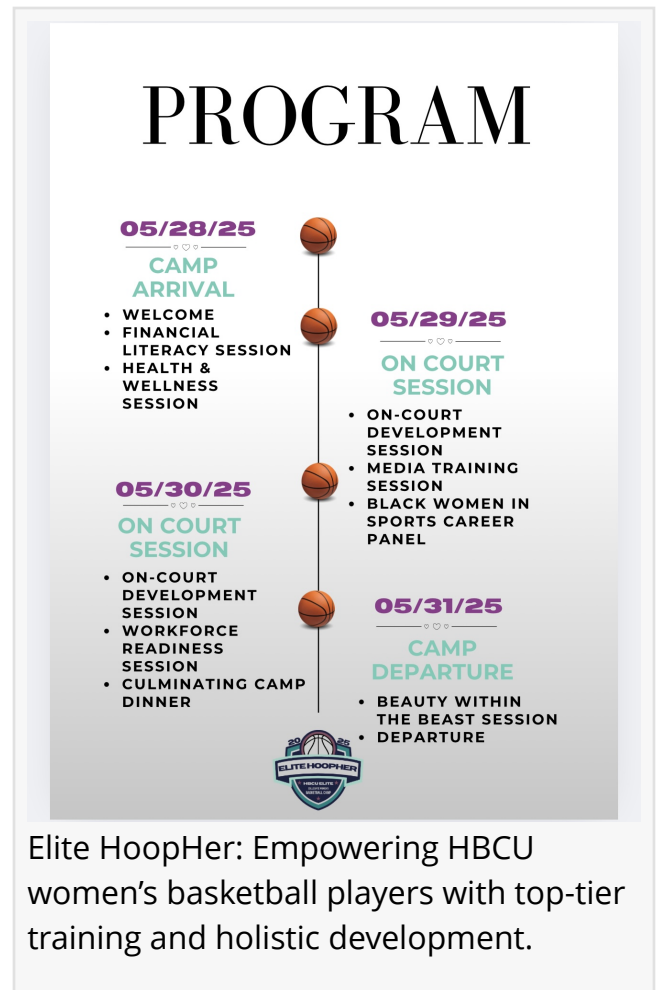 PROGRAM
05/28/25
CAMP
ARRIVAL
• WELCOME
• FINANCIAL
LITERACY SESSION
• HEALTH &
WELLNESS
SESSION
05/29/25
ON COURT
SESSION
• ON-COURT
DEVELOPMENT
SESSION
• MEDIA TRAINING
SESSION
• BLACK WOMEN IN
SPORTS CAREER
PANEL
05/30/25
ON COURT
SESSION
• ON-COURT
DEVELOPMENT
SESSION
• WORKFORCE
READINESS
SESSION
• CULMINATING CAMP
DINNER
05/31/25
CAMP
DEPARTURE
• BEAUTY WITHIN
THE BEAST SESSION
• DEPARTURE
20 25
ELITE HOOPHER
HBCU ELITE
BASKETBALL CAMP
Elite HoopHer: Empowering HBCU
women’s basketball players with top-tier
training and holistic development.